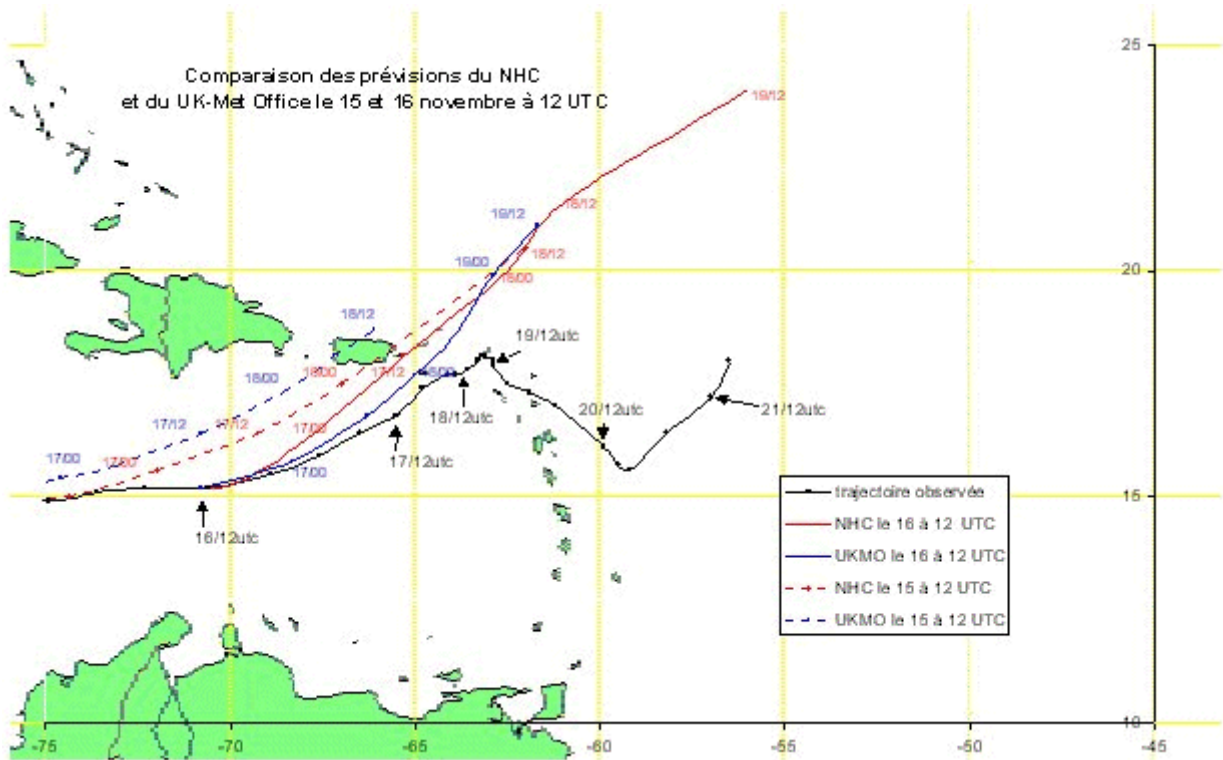 25
Comparaison des prévisions du NHC
et du UK-Met Office le 15 et 16 novembre à 12 UTC
19/12
19/12
18/12
18/12
19/00
18/00
20
18/12
19/12utc
18/00
18/00
17/12
18/00
18/12utc
20/12utc
21/12utc
17/12
17/12
17/00
17/12utc
17/00
17/00
17/00
15
16/12utc
trajectoire observée
NHC le 16 à 12 UTC
UKMO le 16 à 12 UTC
NHC le 15 à 12 UTC
UKMO le 15 à 12 UTC
10
-75 -70 -65 -60 -55 -50 -45